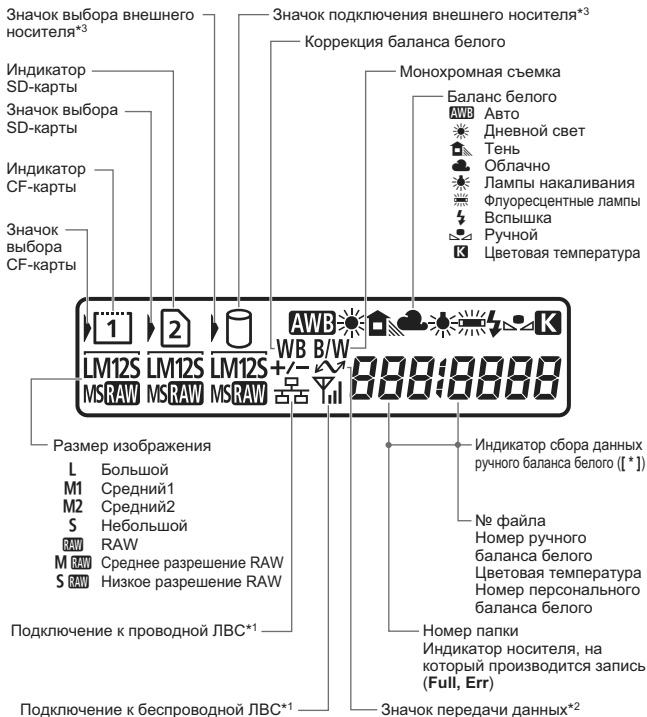 Значок выбора внешнего
носителя*3
Значок подключения внешнего носителя*3
Коррекция баланса белого
Монохромная съемка
Индикатор
SD-карты
Значок выбора
SD-карты
Индикатор
CF-карты
Значок
выбора
CF-карты
Баланс белого
AWB Авто
Дневной свет
Тень
Облачно
Лампы накаливания
Флуоресцентные лампы
Вспышка
Ручной
K Цветовая температура
1 2 AWB K
LM12S LM12S LM12S WB B/W
MS RAW MS RAW MS RAW +/- 888:8888
Размер изображения
L Большой
M1 Средний1
M2 Средний2
S Небольшой
RAW RAW
M RAW Среднее разрешение RAW
S RAW Низкое разрешение RAW
Индикатор сбора данных
ручного баланса белого ([ * ])
№ файла
Номер ручного
баланса белого
Цветовая температура
Номер персонального
баланса белого
Номер папки
Индикатор носителя, на
который производится запись
(Full, Err)
Подключение к проводной ЛВС*1
Подключение к беспроводной ЛВС*1
Значок передачи данных*2